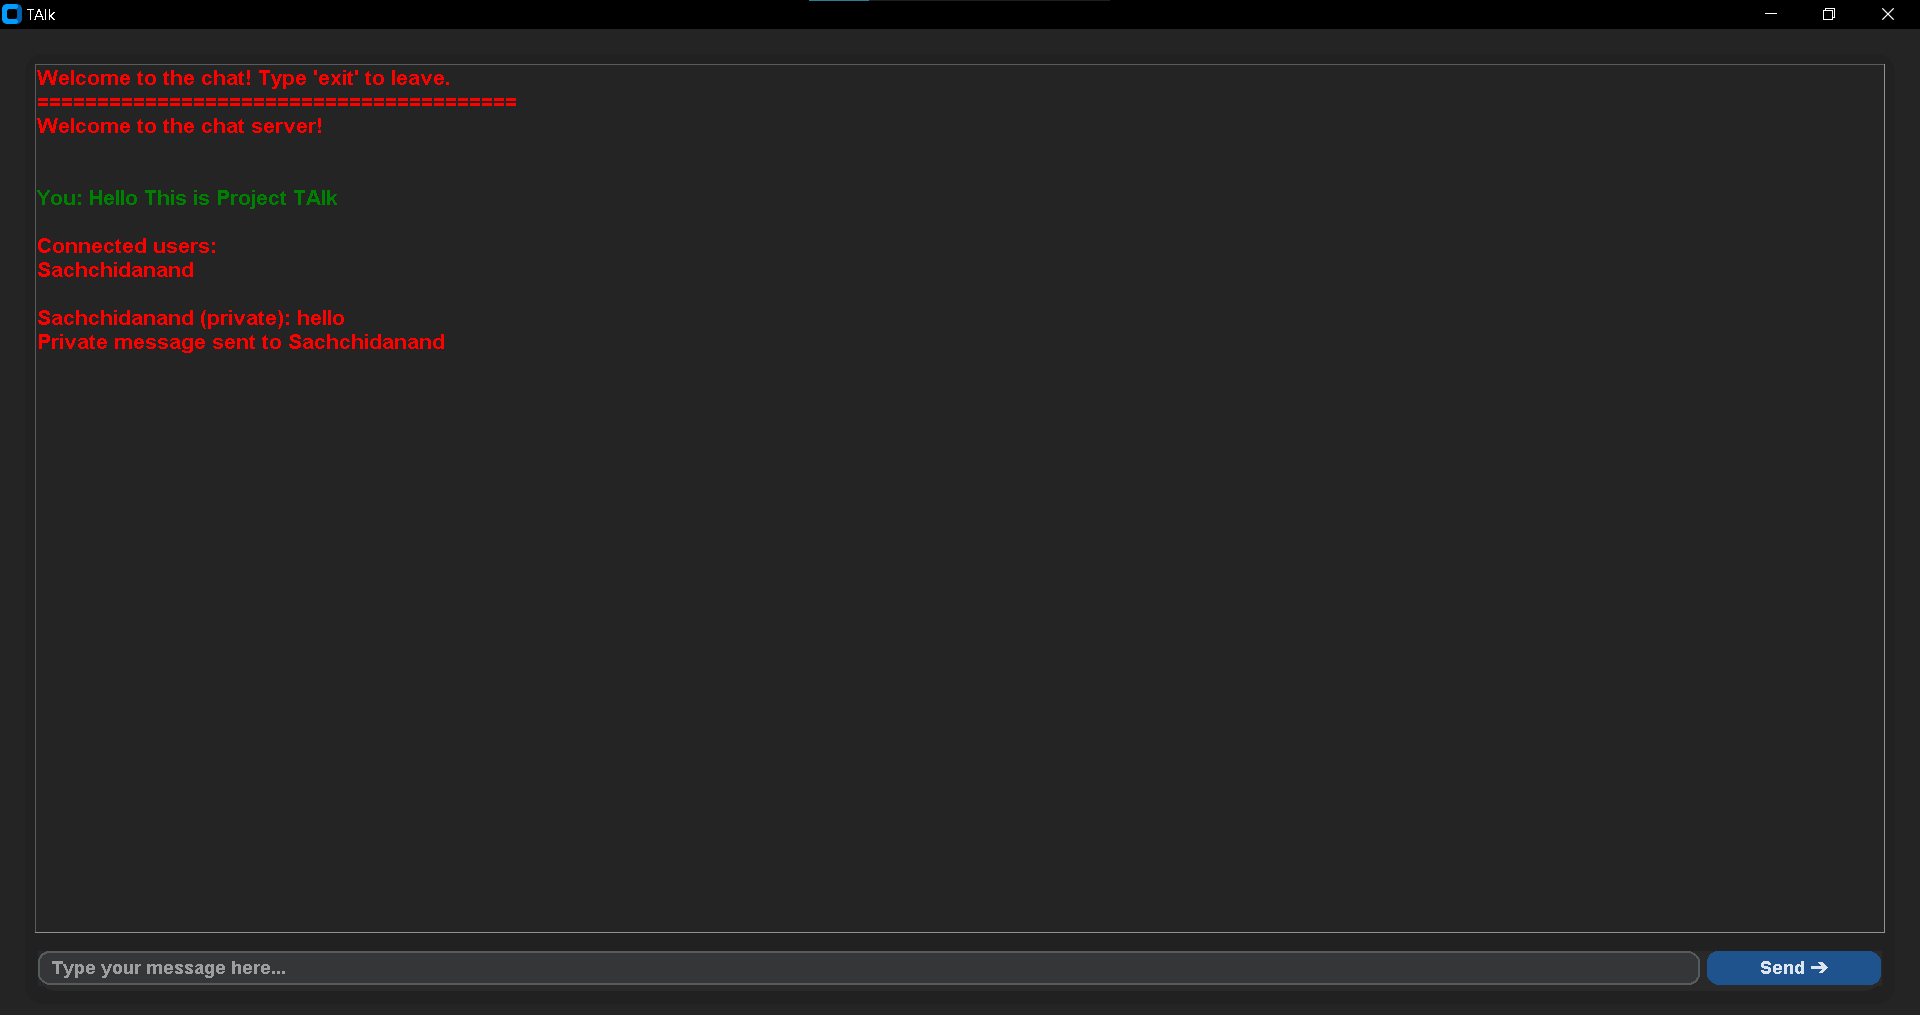 TAlk
Welcome to the chat! Type 'exit' to leave.
========================================
Welcome to the chat server!
You: Hello This is Project TAlk
Connected users:
Sachchidanand
Sachchidanand (private): hello
Private message sent to Sachchidanand
Type your message here...
Send ➔